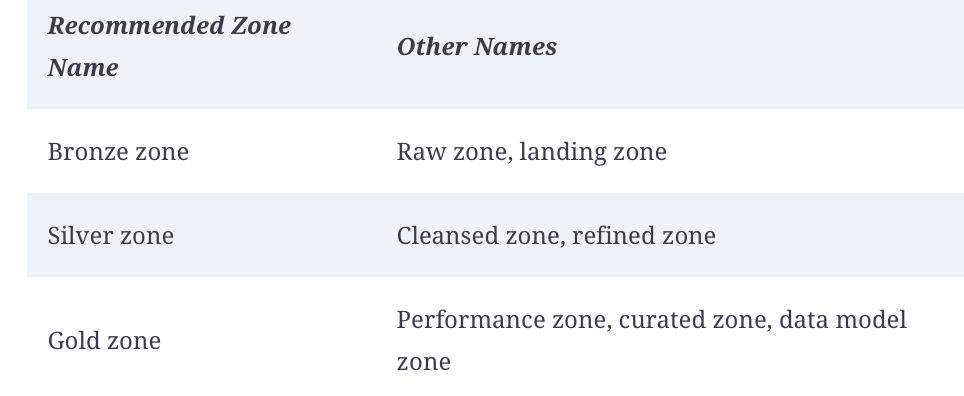 Recommended Zone
Name
Other Names
Bronze zone
Raw zone, landing zone
Silver zone
Cleansed zone, refined zone
Gold zone
Performance zone, curated zone, data model
zone